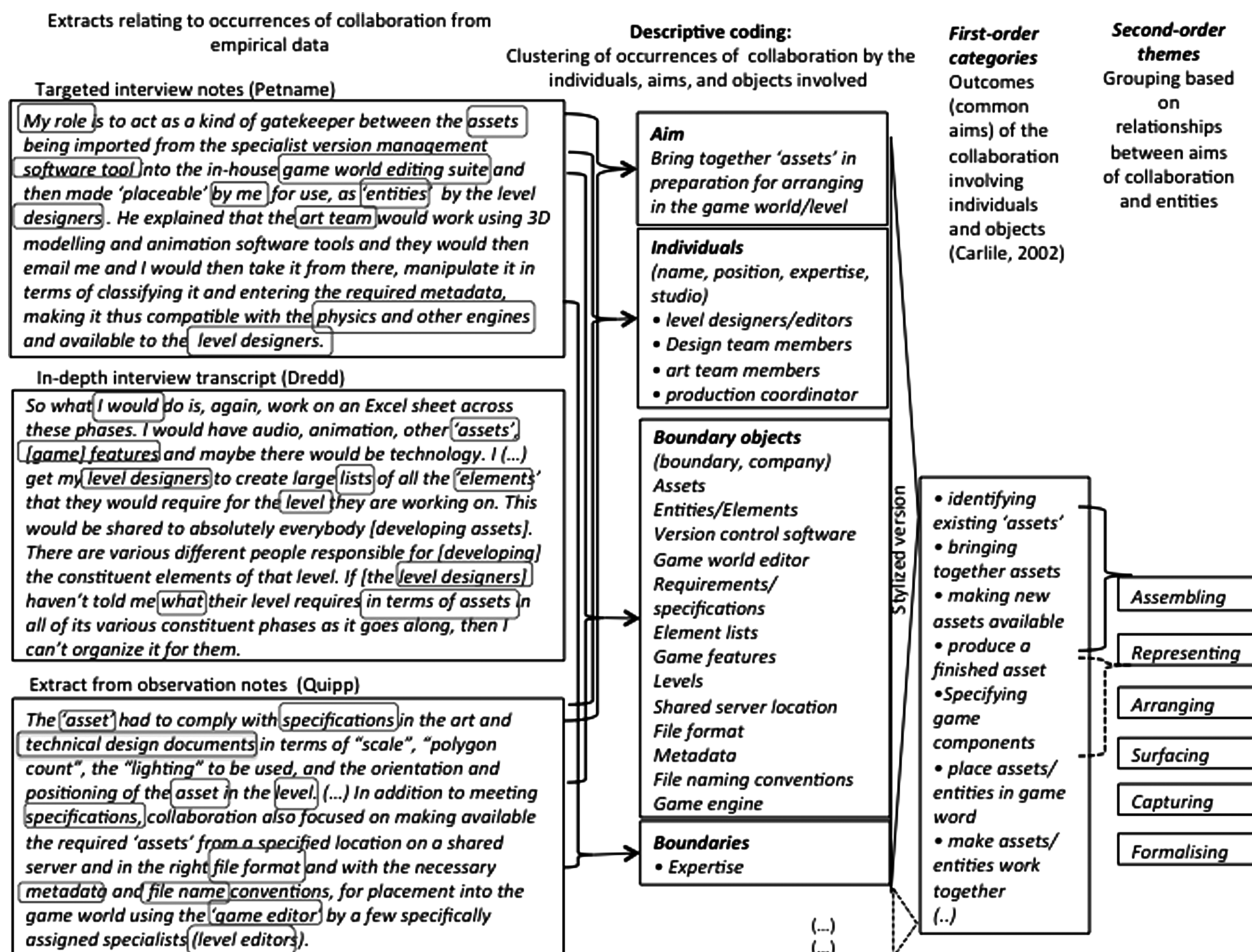 Extracts relating to occurrences of collaboration from
empirical data
Targeted interview notes (Petname)
My role is to act as a kind of gatekeeper between the assets
being imported from the specialist version management
software tool into the in-house game world editing suite and
then made 'placeable' by me for use, as 'entities' by the level
designers. He explained that the art team would work using 3D
modelling and animation software tools and they would then
email me and I would then take it from there, manipulate it in
terms of classifying it and entering the required metadata,
making it thus compatible with the physics and other engines
and available to the level designers.
In-depth interview transcript (Dredd)
So what I would do is, again, work on an Excel sheet across
these phases. I would have audio, animation, other 'assets',
[game] features and maybe there would be technology. I (...)
get my level designers to create large lists of all the 'elements'
that they would require for the level they are working on. This
would be shared to absolutely everybody [developing assets].
There are various different people responsible for [developing]
the constituent elements of that level. If [the level designers]
haven't told me what their level requires in terms of assets in
all of its various constituent phases as it goes along, then I
can't organize it for them.
Extract from observation notes (Quipp)
The 'asset' had to comply with specifications in the art and
technical design documents in terms of "scale", "polygon
count", the "lighting" to be used, and the orientation and
positioning of the asset in the level. (...) In addition to meeting
specifications, collaboration also focused on making available
the required 'assets' from a specified location on a shared
server and in the right file format and with the necessary
metadata and file name conventions, for placement into the
game world using the 'game editor' by a few specifically
assigned specialists (level editors).
Descriptive coding:
Clustering of occurrences of collaboration by the
individuals, aims, and objects involved
Aim
Bring together 'assets' in
preparation for arranging
in the game world/level
Individuals
(name, position, expertise,
studio)
• level designers/editors
• Design team members
• art team members
• production coordinator
Boundary objects
(boundary, company)
Assets
Entities/Elements
Version control software
Game world editor
Requirements/
specifications
Element lists
Game features
Levels
Shared server location
File format
Metadata
File naming conventions
Game engine
Boundaries
• Expertise
(...)
(...)
Stylized version
First-order
categories
Outcomes
(common
aims) of the
collaboration
involving
individuals
and objects
(Carlile, 2002)
• identifying
existing 'assets'
• bringing
together assets
• making new
assets available
• produce a
finished asset
•Specifying
game
components
• place assets/
entities in game
word
• make assets/
entities work
together
(..)
Second-order
themes
Grouping based
on
relationships
between aims
of collaboration
and entities
Assembling
Representing
Arranging
Surfacing
Capturing
Formalising